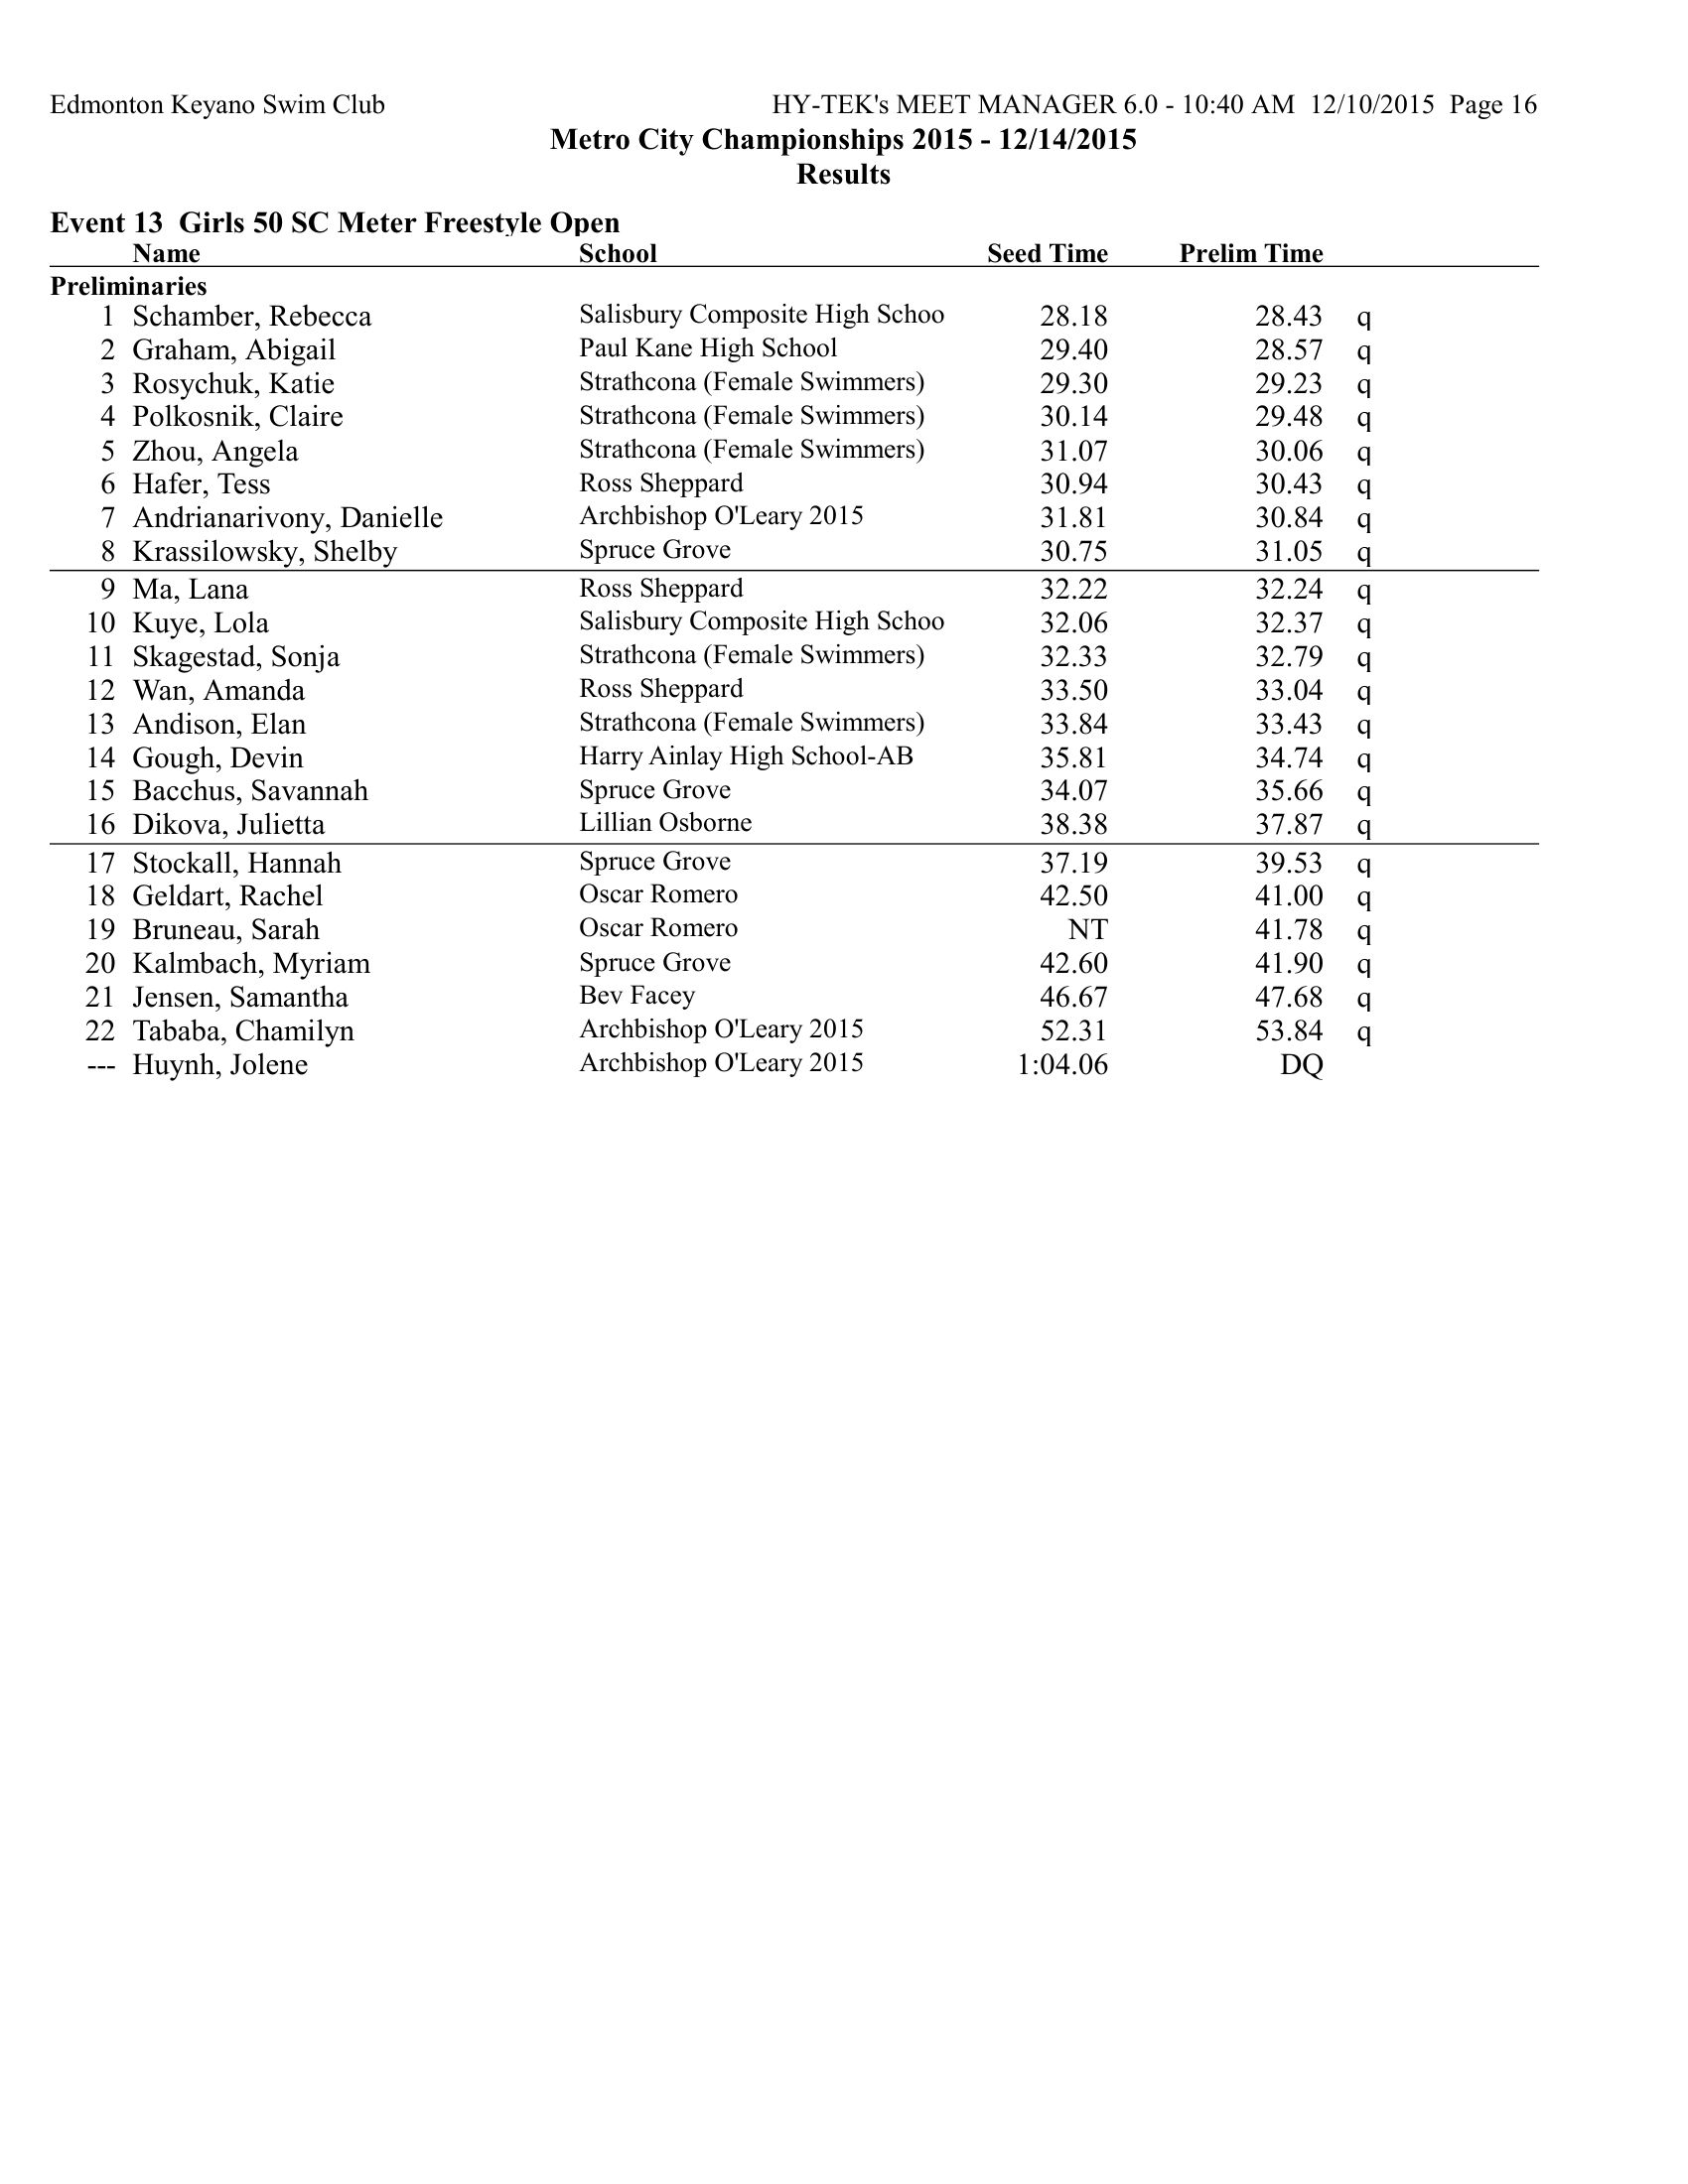 Edmonton Keyano Swim Club HY-TEK's MEET MANAGER 6.0 - 10:40 AM 12/10/2015 Page 16
Metro City Championships 2015 - 12/14/2015
Results
Event 13 Girls 50 SC Meter Freestyle Open
Name School Seed Time Prelim Time
Preliminaries
1 Schamber, Rebecca Salisbury Composite High Schoo 28.18 28.43 q
2 Graham, Abigail Paul Kane High School 29.40 28.57 q
3 Rosychuk, Katie Strathcona (Female Swimmers) 29.30 29.23 q
4 Polkosnik, Claire Strathcona (Female Swimmers) 30.14 29.48 q
5 Zhou, Angela Strathcona (Female Swimmers) 31.07 30.06 q
6 Hafer, Tess Ross Sheppard 30.94 30.43 q
7 Andrianarivony, Danielle Archbishop O'Leary 2015 31.81 30.84 q
8 Krassilowsky, Shelby Spruce Grove 30.75 31.05 q
9 Ma, Lana Ross Sheppard 32.22 32.24 q
10 Kuye, Lola Salisbury Composite High Schoo 32.06 32.37 q
11 Skagestad, Sonja Strathcona (Female Swimmers) 32.33 32.79 q
12 Wan, Amanda Ross Sheppard 33.50 33.04 q
13 Andison, Elan Strathcona (Female Swimmers) 33.84 33.43 q
14 Gough, Devin Harry Ainlay High School-AB 35.81 34.74 q
15 Bacchus, Savannah Spruce Grove 34.07 35.66 q
16 Dikova, Julietta Lillian Osborne 38.38 37.87 q
17 Stockall, Hannah Spruce Grove 37.19 39.53 q
18 Geldart, Rachel Oscar Romero 42.50 41.00 q
19 Bruneau, Sarah Oscar Romero NT 41.78 q
20 Kalmbach, Myriam Spruce Grove 42.60 41.90 q
21 Jensen, Samantha Bev Facey 46.67 47.68 q
22 Tababa, Chamilyn Archbishop O'Leary 2015 52.31 53.84 q
--- Huynh, Jolene Archbishop O'Leary 2015 1:04.06 DQ